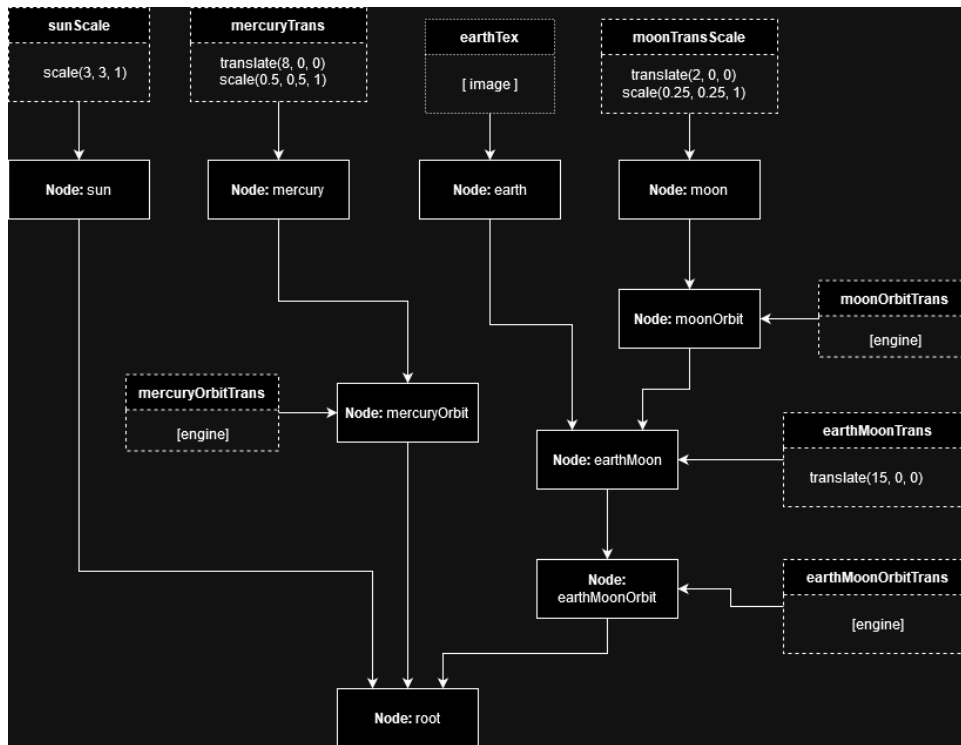 sunScale
scale(3, 3, 1)
mercuryTrans
translate(8, 0, 0)
scale(0.5, 0,5, 1)
earthTex
[ image ]
moonTransScale
translate(2, 0, 0)
scale(0.25, 0.25, 1)
Node: sun
Node: mercury
Node: earth
Node: moon
Node: moonOrbit
moonOrbitTrans
[engine]
mercuryOrbitTrans
[engine]
Node: mercuryOrbit
Node: earthMoon
earthMoonTrans
translate(15, 0, 0)
Node:
earthMoonOrbit
earthMoonOrbitTrans
[engine]
Node: root